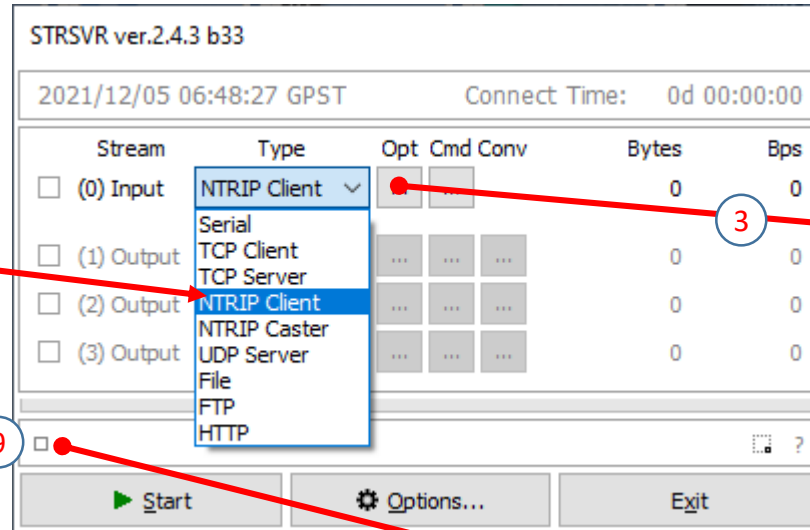 STRSVR ver.2.4.3 b33
2021/12/05 06:48:27 GPST Connect Time: 0d 00:00:00
Stream Type Opt Cmd Conv Bytes Bps
(0) Input NTRIP Client ... 0 0
3
Serial
(1) Output TCP Client ... ... ... 0 0
TCP Server
(2) Output NTRIP Client ... ... ... 0 0
NTRIP Caster
(3) Output UDP Server ... ... ... 0 0
File
FTP
HTTP
9 ?
Start Options... Exit